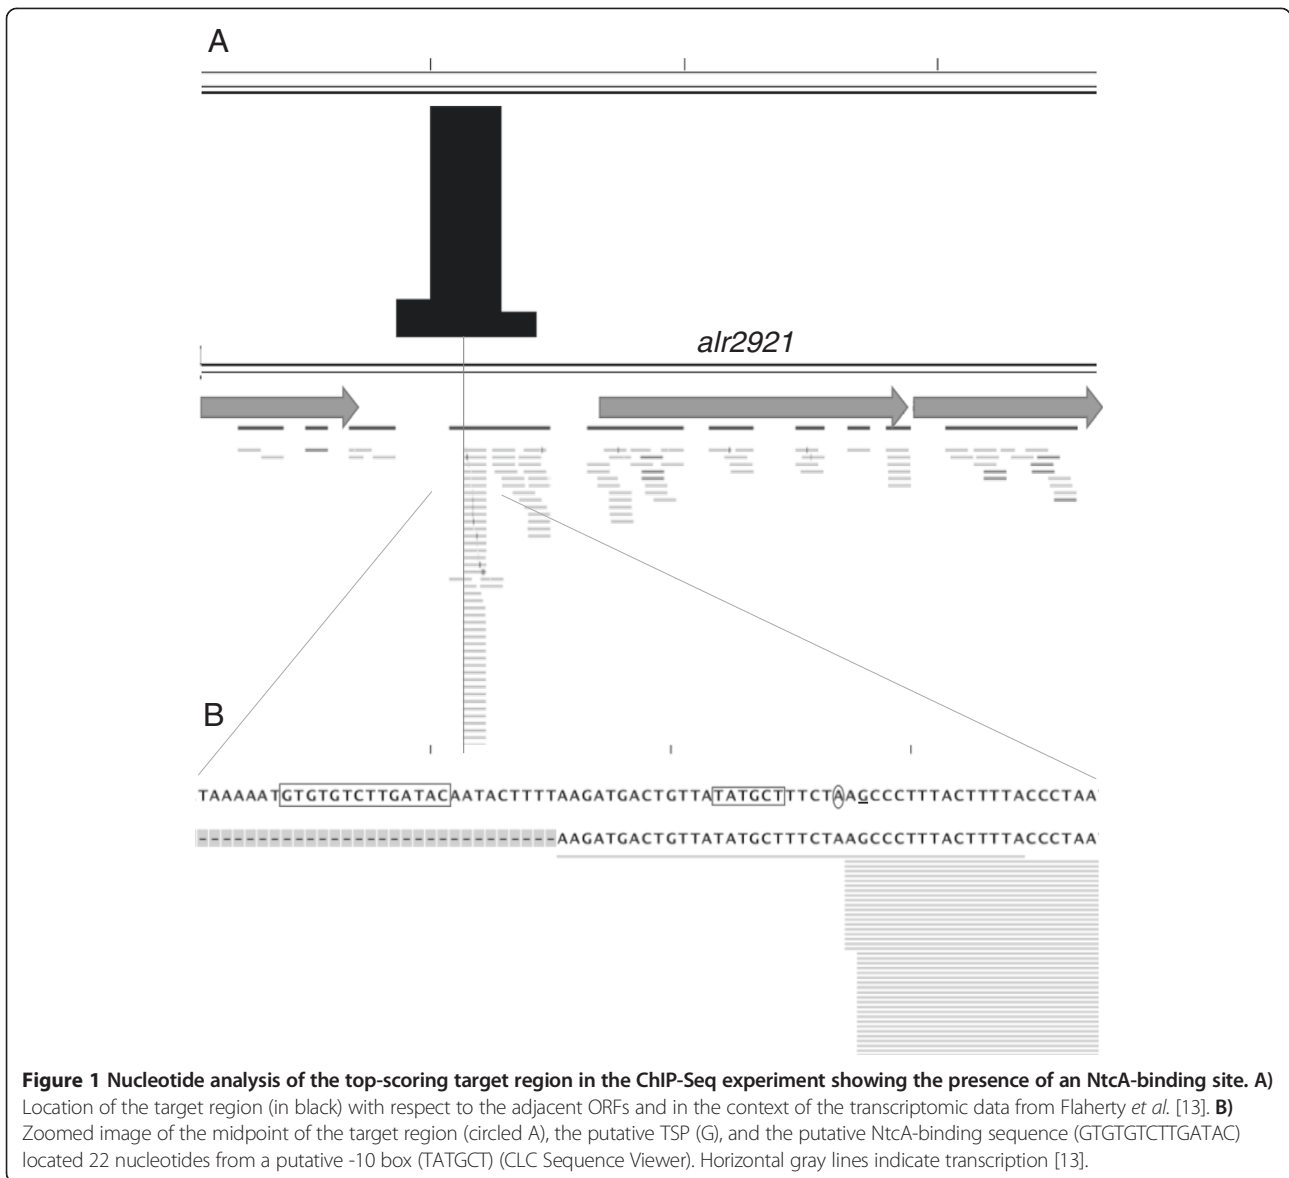 A
alr2921
B
TAAAAATGTGTGTCTTGATACAATACTTTTAAGATGACTGTTATATGCTTTCTAAGCCCTTTACTTTTACCCTAA
------------------------------AAGATGACTGTTATATGCTTTCTAAGCCCTTTACTTTTACCCTAA
Figure 1 Nucleotide analysis of the top-scoring target region in the ChIP-Seq experiment showing the presence of an NtcA-binding site. A)
Location of the target region (in black) with respect to the adjacent ORFs and in the context of the transcriptomic data from Flaherty et al. [13]. B)
Zoomed image of the midpoint of the target region (circled A), the putative TSP (G), and the putative NtcA-binding sequence (GTGTGTCTTGATAC)
located 22 nucleotides from a putative -10 box (TATGCT) (CLC Sequence Viewer). Horizontal gray lines indicate transcription [13].